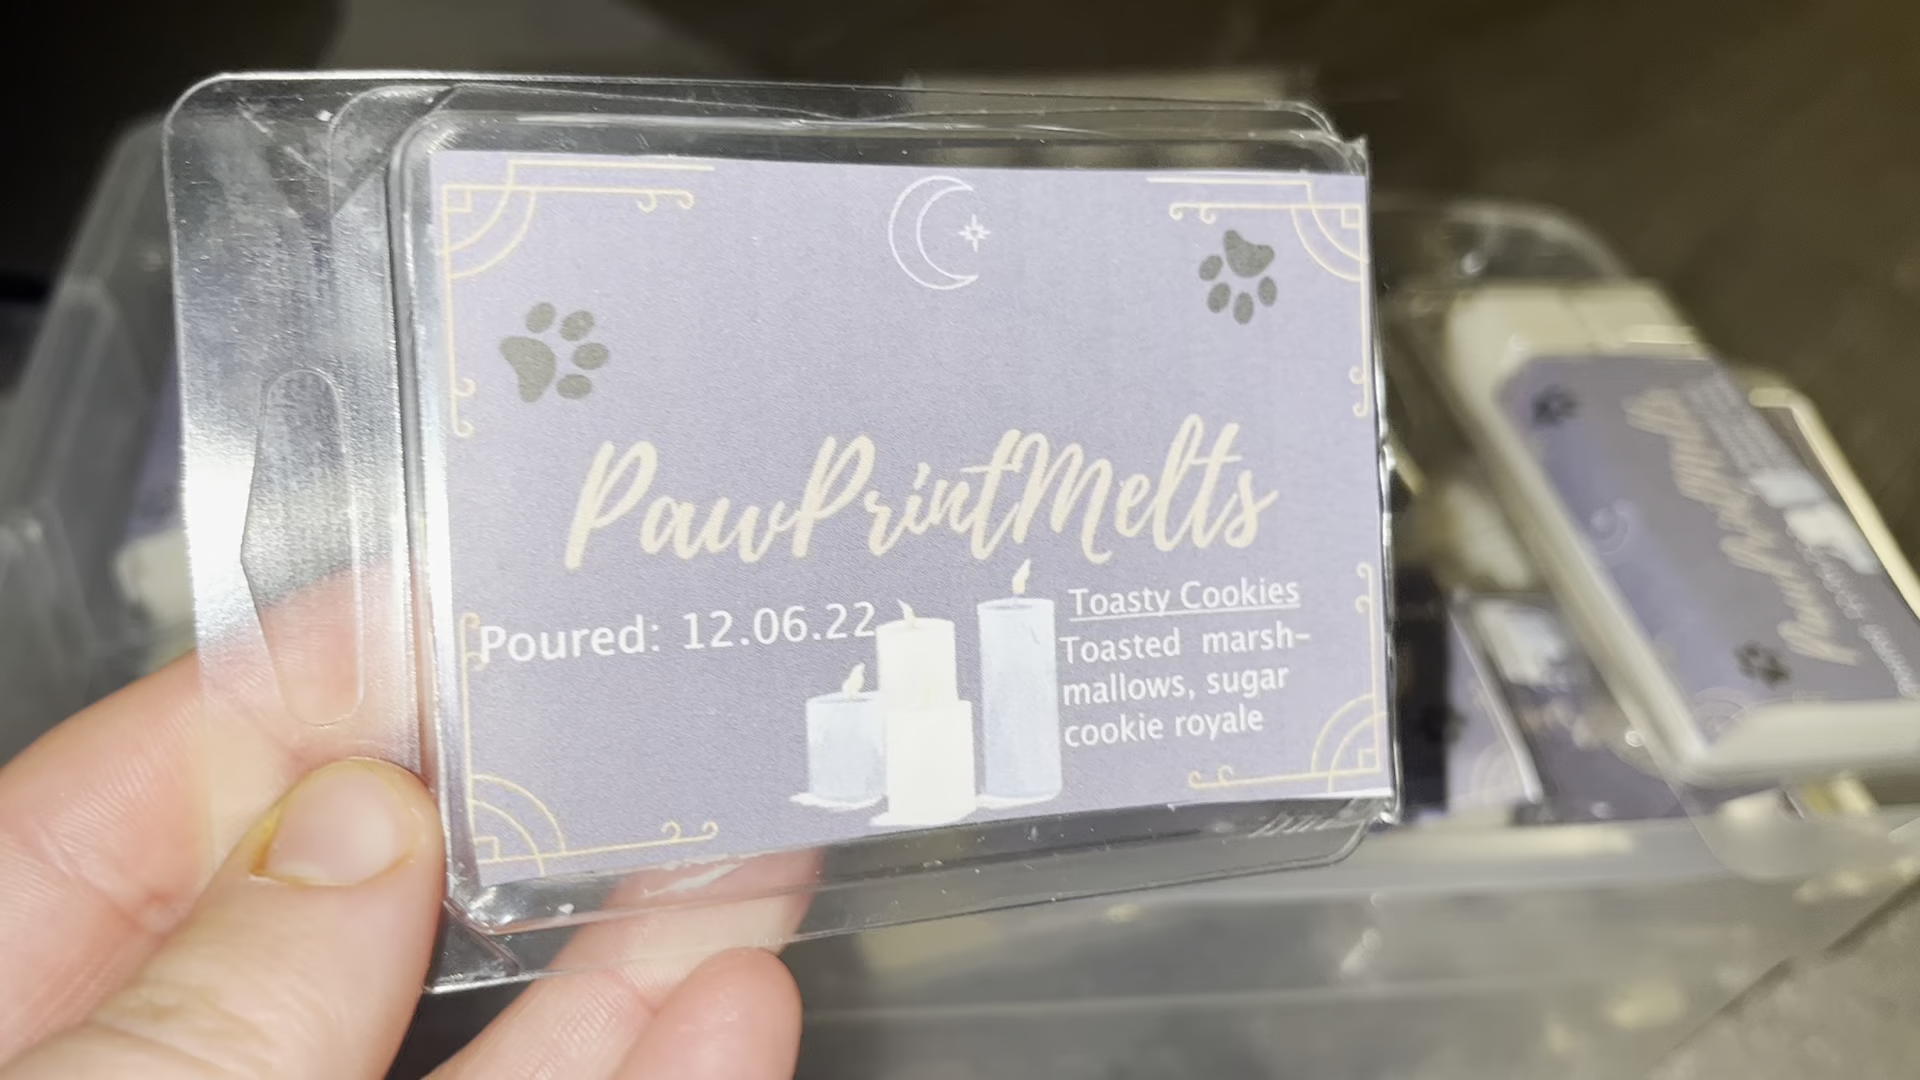 PawPrintMelts
Poured: 12.06.22
Toasty Cookies
Toasted marsh-
mallows, sugar
cookie royale